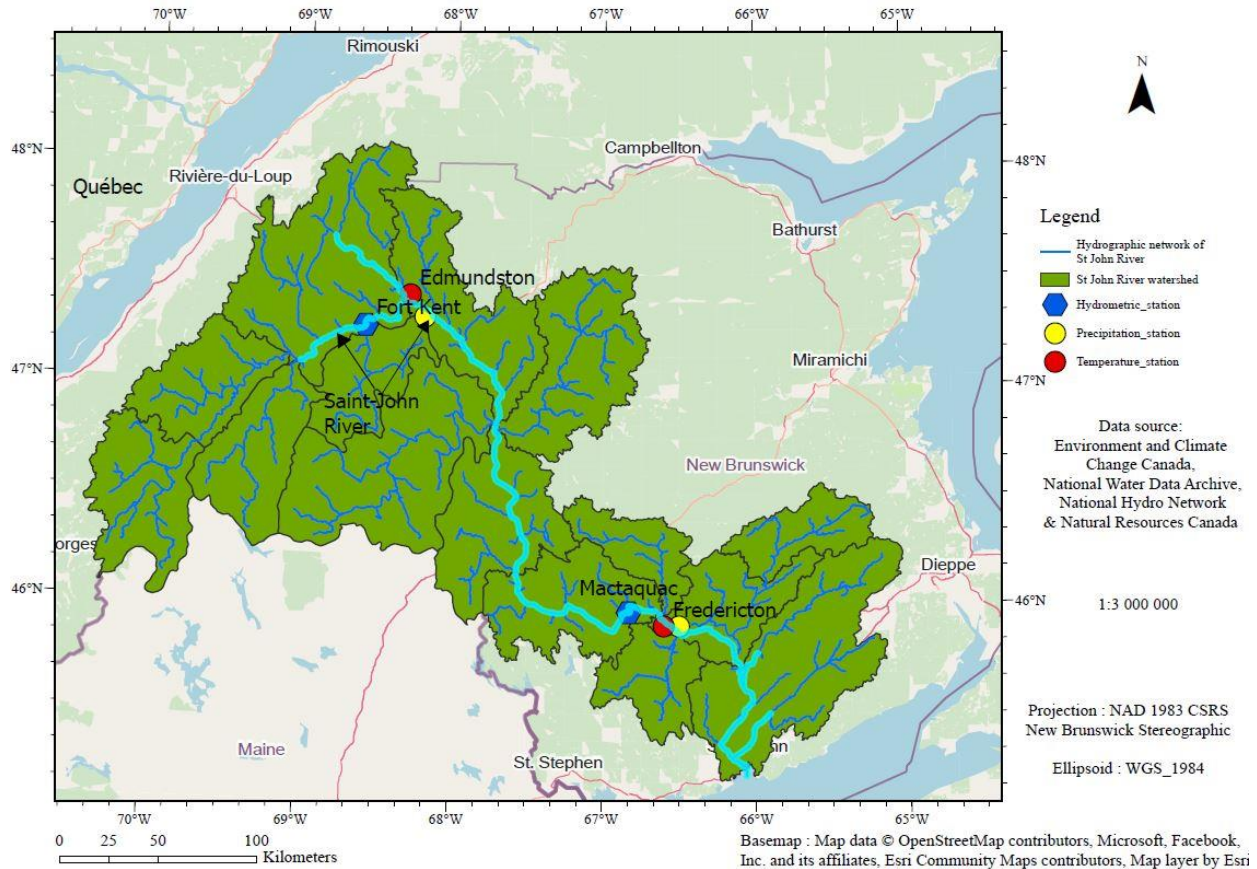 70°W 69°W 68°W 67°W 66°W 65°W
Rimouski
N
48°N
48°N
Campbellton
Québec
Rivière-du-Loup
Bathurst
Legend
Hydrographic network of
St John River
St John River watershed
Hydrometric_station
Precipitation_station
Temperature_station
Edmundston
Fort Kent
47°N
47°N
Miramichi
Saint-John
River
New Brunswick
Data source:
Environment and Climate
Change Canada,
National Water Data Archive,
National Hydro Network
& Natural Resources Canada
orges
Dieppe
46°N
46°N
Mactaquac
Fredericton
1:3 000 000
Projection : NAD 1983 CSRS
New Brunswick Stereographic
Maine
St. Stephen
Ellipsoid : WGS_1984
70°W 69°W 68°W 67°W 66°W 65°W
0 25 50 100
Kilometers
Basemap : Map data © OpenStreetMap contributors, Microsoft, Facebook,
Inc. and its affiliates, Esri Community Maps contributors, Map layer by Esri